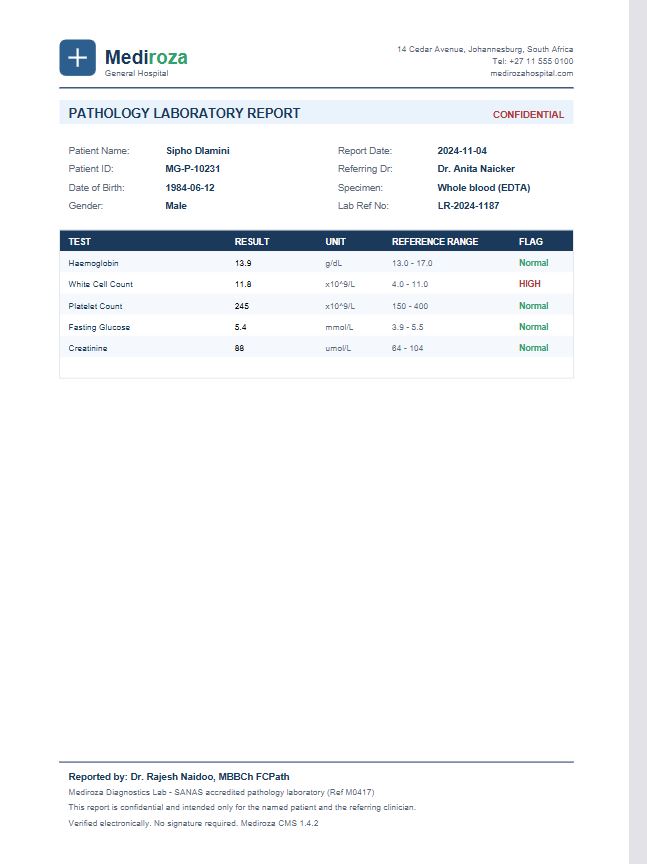 Mediroza
General Hospital
14 Cedar Avenue, Johannesburg, South Africa
Tel: +27 11 555 0100
medirozahospital.com
PATHOLOGY LABORATORY REPORT CONFIDENTIAL
Patient Name: Sipho Dlamini Report Date: 2024-11-04
Patient ID: MG-P-10231 Referring Dr: Dr. Anita Naicker
Date of Birth: 1984-06-12 Specimen: Whole blood (EDTA)
Gender: Male Lab Ref No: LR-2024-1187
TEST RESULT UNIT REFERENCE RANGE FLAG
Haemoglobin 13.9 g/dL 13.0 - 17.0 Normal
White Cell Count 11.8 x10^9/L 4.0 - 11.0 HIGH
Platelet Count 245 x10^9/L 150 - 400 Normal
Fasting Glucose 5.4 mmol/L 3.9 - 5.5 Normal
Creatinine 88 umol/L 64 - 104 Normal
Reported by: Dr. Rajesh Naidoo, MBBCh FCPath
Mediroza Diagnostics Lab - SANAS accredited pathology laboratory (Ref M0417)
This report is confidential and intended only for the named patient and the referring clinician.
Verified electronically. No signature required. Mediroza CMS 1.4.2